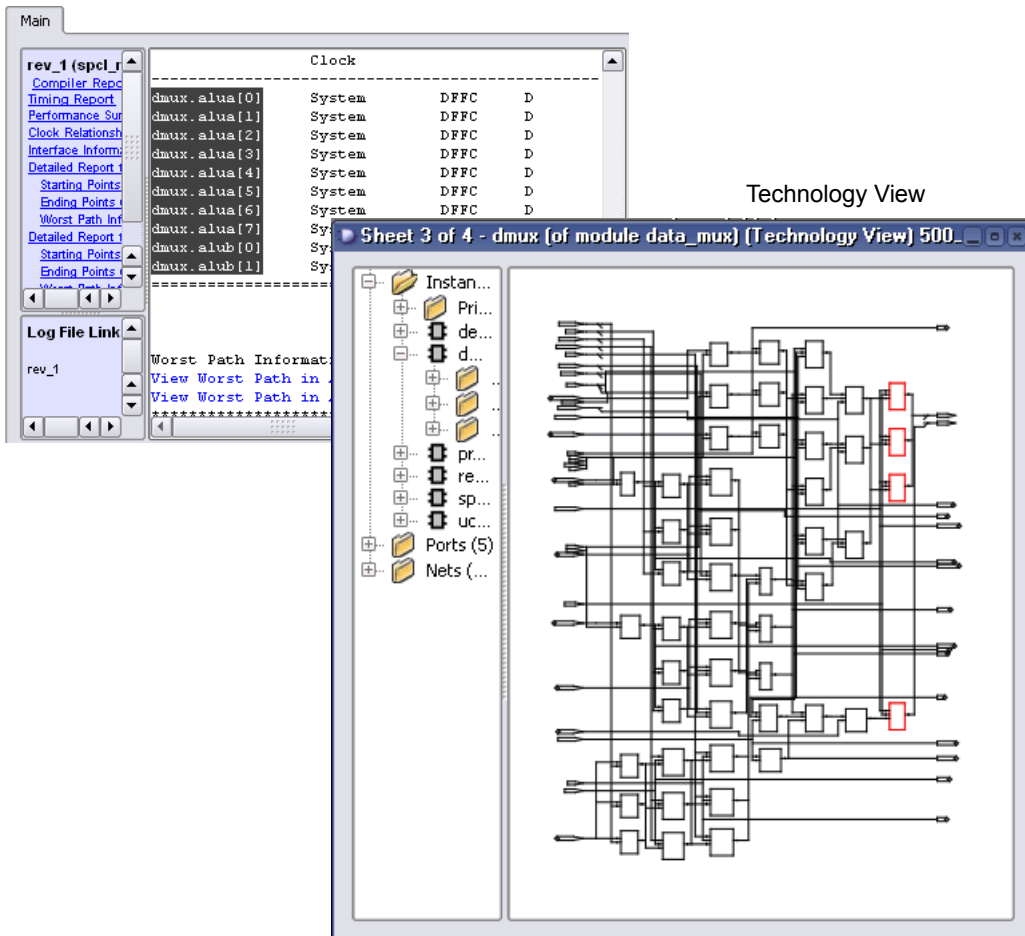 Main
rev_1 (spcl_r
Compiler Repo
Timing Report
Performance Sur
Clock Relationsh
Interface Informa
Detailed Report f
Starting Points
Ending Points
Worst Path Inf
Detailed Report f
Starting Points
Ending Points
Log File Link
rev_1
Clock
dmux.alua[0] System DFFC D
dmux.alua[1] System DFFC D
dmux.alua[2] System DFFC D
dmux.alua[3] System DFFC D
dmux.alua[4] System DFFC D
dmux.alua[5] System DFFC D
dmux.alua[6] System DFFC D
dmux.alua[7] Sy
dmux.alub[0] Sy
dmux.alub[1] Sy
Worst Path Informat
View Worst Path in
View Worst Path in
Technology View
Sheet 3 of 4 - dmux (of module data_mux) (Technology View) 500_
Instan...
Pri...
de...
d...
...
...
...
pr...
re...
sp...
uc...
Ports (5)
Nets (...